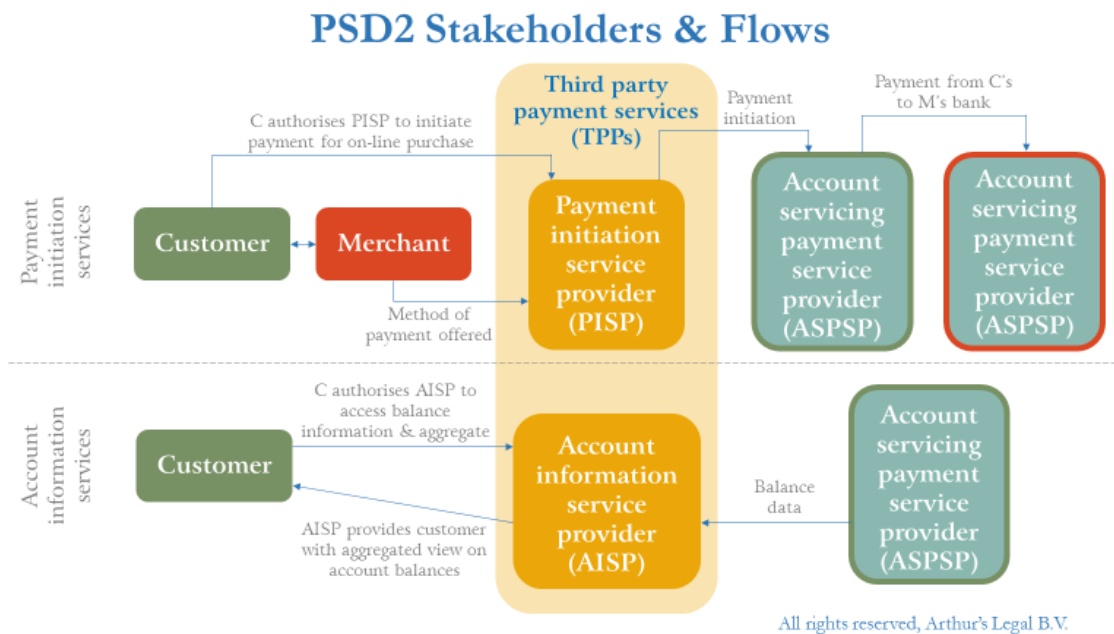 PSD2 Stakeholders & Flows
Third party
payment services
(TPPs)
Payment
initiation
services
C authorises PISP to initiate
payment for on-line purchase
Payment
initiation
Payment from C's
to M's bank
Customer
Merchant
Payment
initiation
service
provider
(PISP)
Account
servicing
payment
service
provider
(ASPSP)
Account
servicing
payment
service
provider
(ASPSP)
Method of
payment offered
Account
information
services
C authorises AISP to
access balance
information & aggregate
Customer
Account
information
service
provider
(AISP)
Balance
data
Account
servicing
payment
service
provider
(ASPSP)
AISP provides customer
with aggregated view on
account balances
All rights reserved, Arthur's Legal B.V.